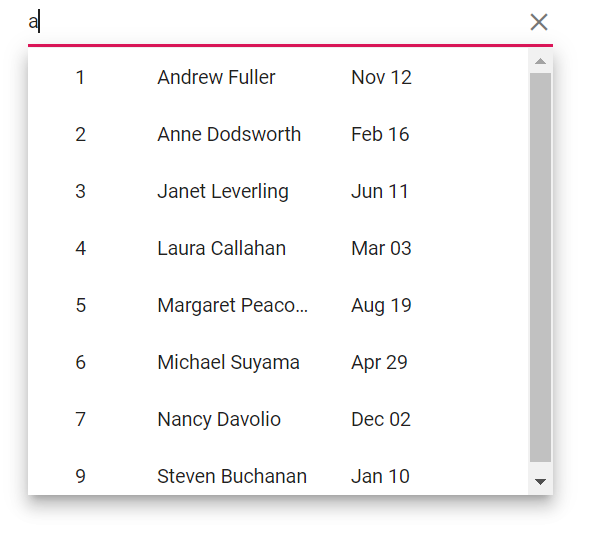 a
1 Andrew Fuller Nov 12
2 Anne Dodsworth Feb 16
3 Janet Leverling Jun 11
4 Laura Callahan Mar 03
5 Margaret Peaco... Aug 19
6 Michael Suyama Apr 29
7 Nancy Davolio Dec 02
9 Steven Buchanan Jan 10